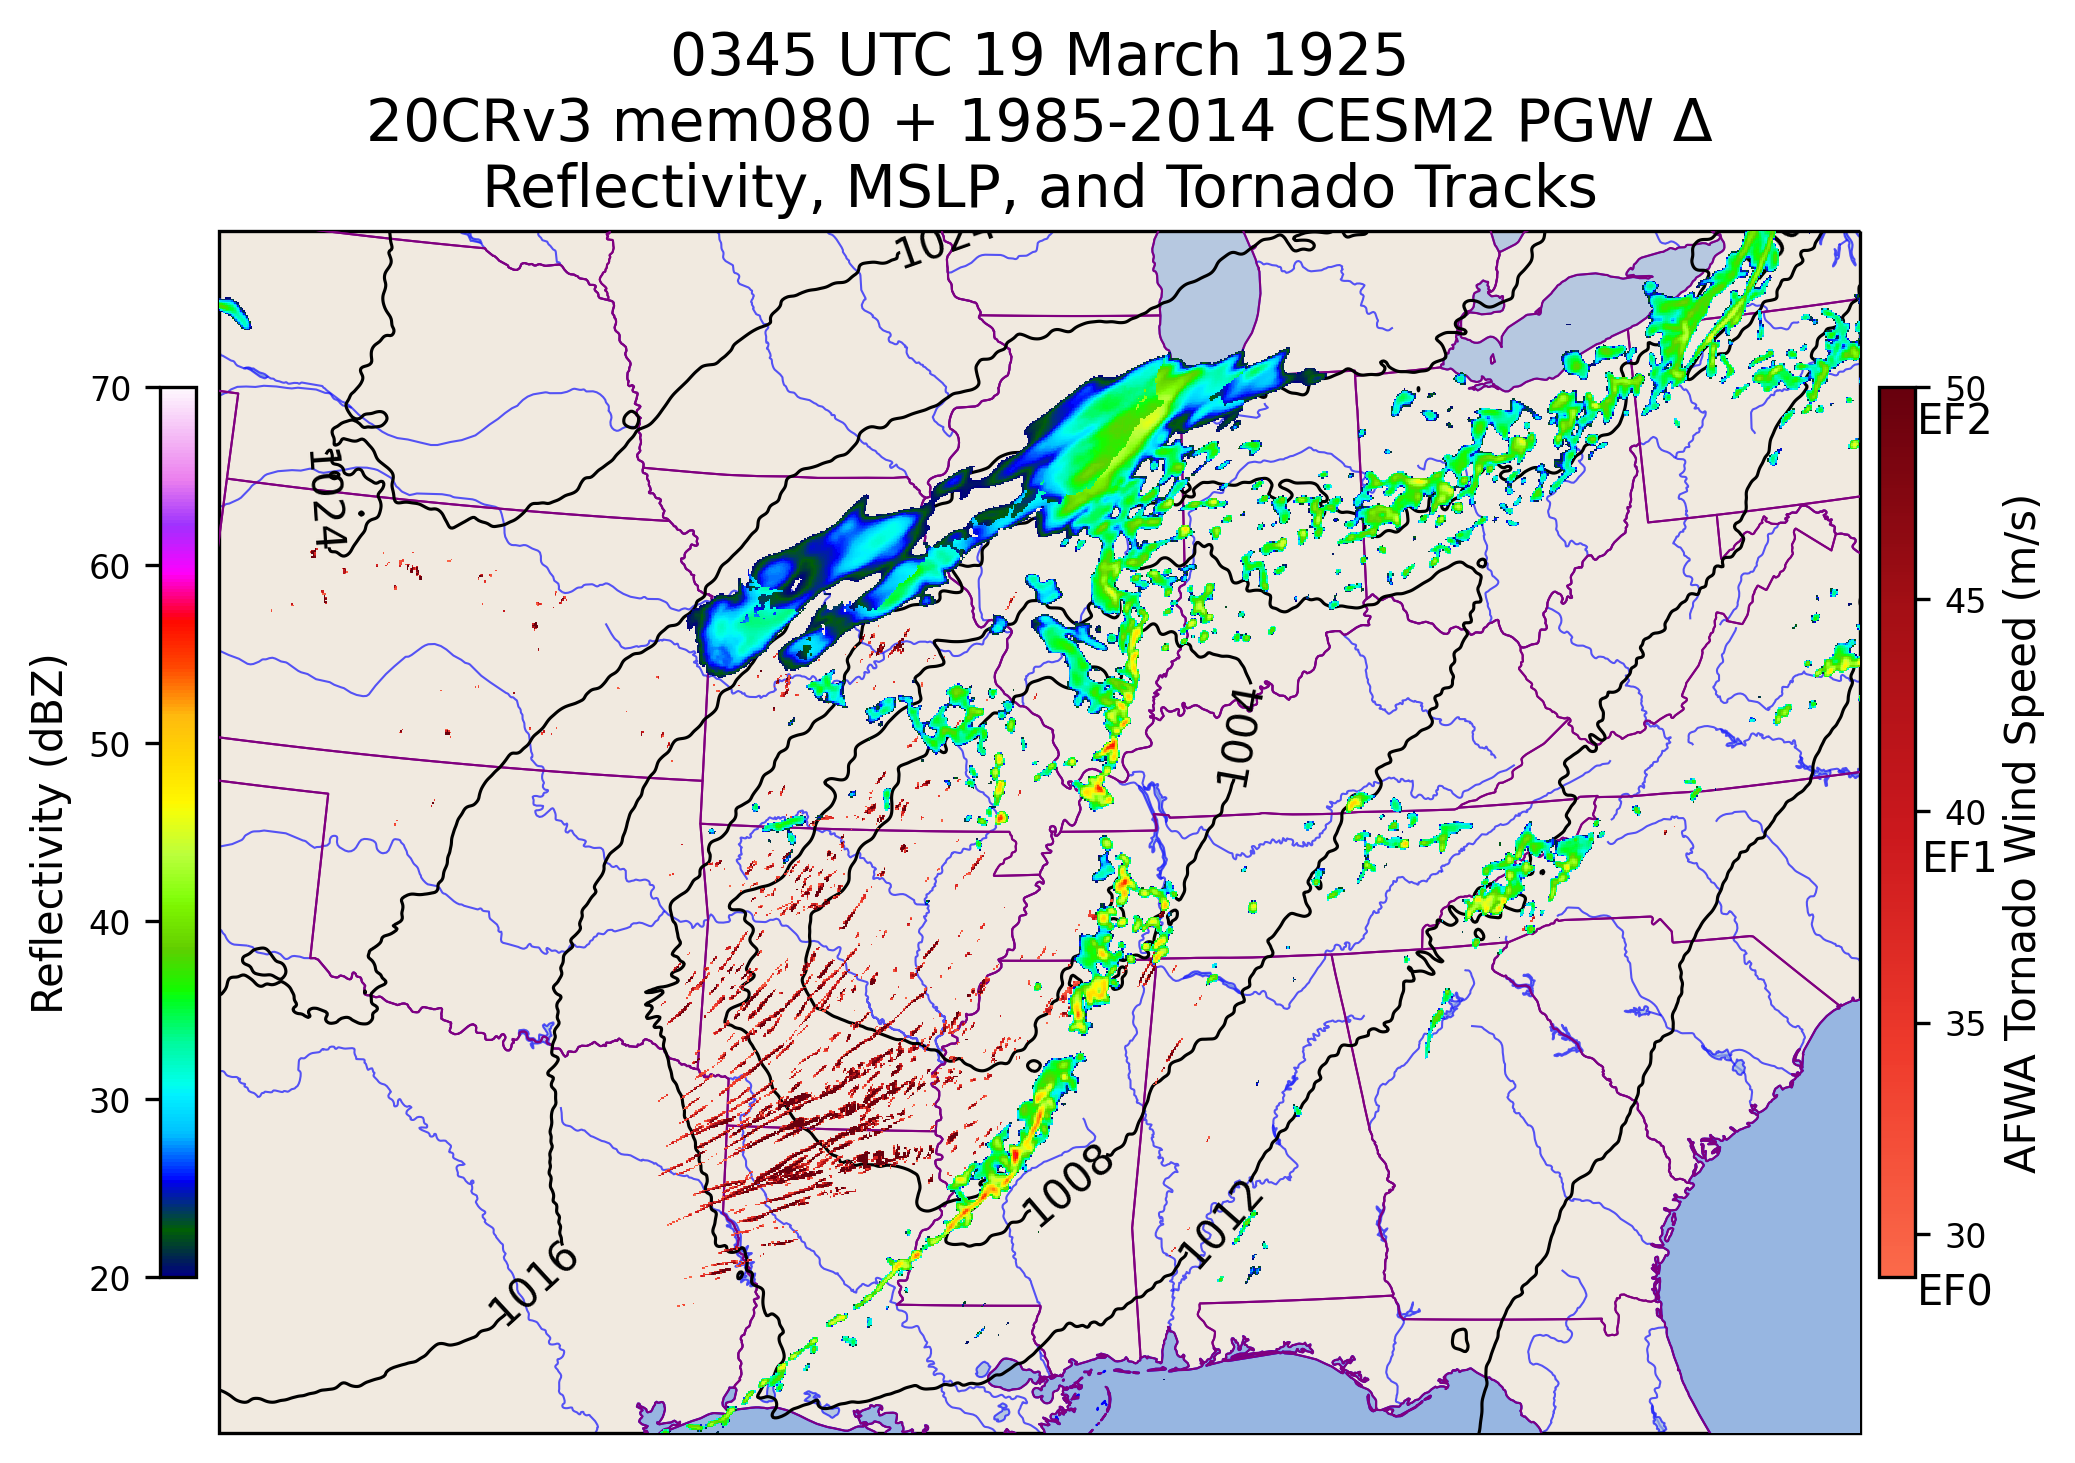 0345 UTC 19 March 1925
20CRv3 mem080 + 1985-2014 CESM2 PGW Δ
Reflectivity, MSLP, and Tornado Tracks
1024
1024
1004
1008
1012
1016
70
60
50
40
30
20
Reflectivity (dBZ)
50
EF2
45
40
EF1
35
30
EF0
AFWA Tornado Wind Speed (m/s)